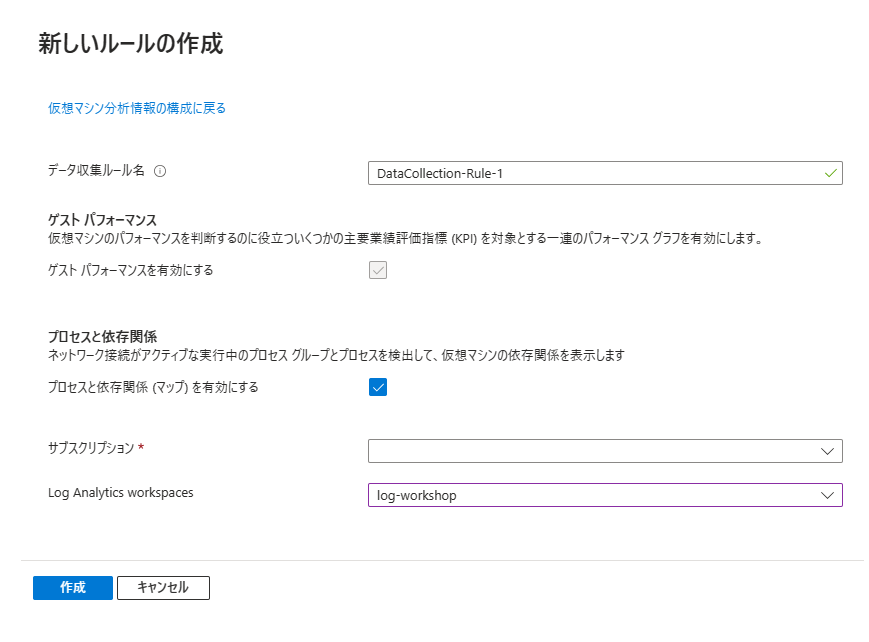 新しいルールの作成
仮想マシン分析情報の構成に戻る
データ収集ルール名
DataCollection-Rule-1
ゲスト パフォーマンス
仮想マシンのパフォーマンスを判断するのに役立ついくつかの主要業績評価指標 (KPI) を対象とする一連のパフォーマンス グラフを有効にします。
ゲスト パフォーマンスを有効にする
プロセスと依存関係
ネットワーク接続がアクティブな実行中のプロセス グループとプロセスを検出して、仮想マシンの依存関係を表示します
プロセスと依存関係 (マップ) を有効にする
サブスクリプション *
Log Analytics workspaces
log-workshop
作成
キャンセル